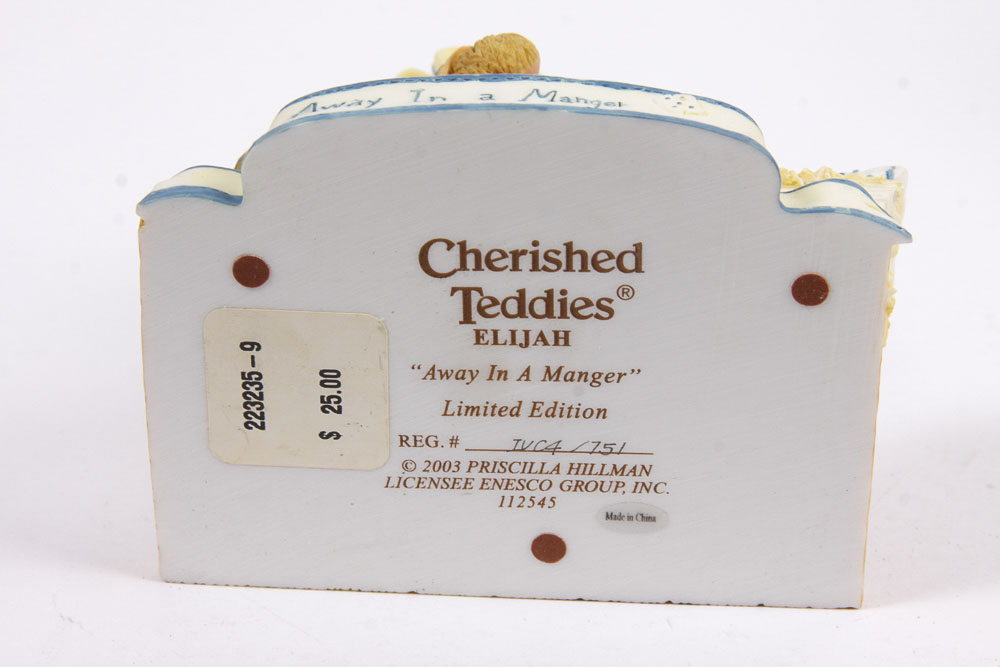 Away In a Manger
Cherished
Teddies®
ELIJAH
"Away In A Manger"
Limited Edition
REG. # IVC4/751
© 2003 PRISCILLA HILLMAN
LICENSEE ENESCO GROUP, INC.
112545
Made in China
223235-9
$ 25.00